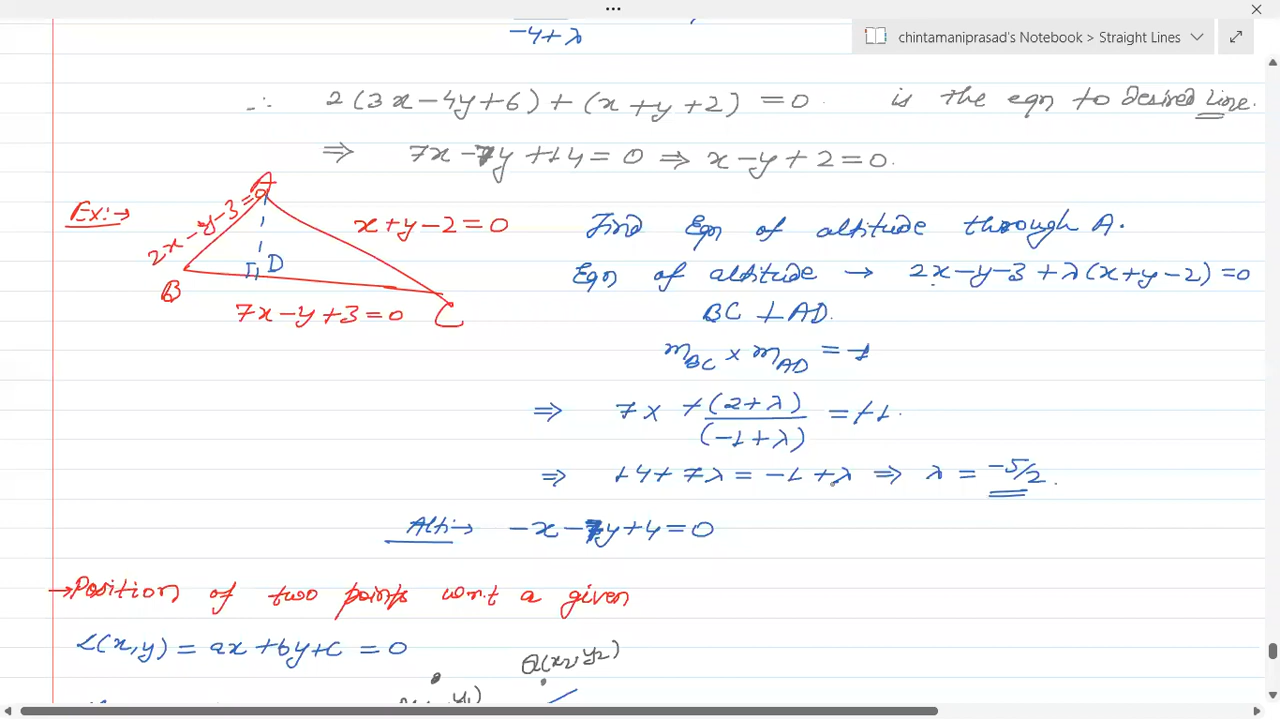 ...
-4+λ
chintamaniprasad's Notebook > Straight Lines
∴ 2(3x-4y+6)+(x+y+2)=0. is the eqn to desired Line.
⇒ 7x-7y+14=0 ⇒ x-y+2=0.
Ex:→
A
2x-y-3=0
x+y-2=0
Find Eqn of altitude through A.
D
Eqn of altitude → 2x-y-3+λ(x+y-2)=0
B
7x-y+3=0
C
BC ⊥ AD.
mBC × mAD = -1
⇒ 7 × +(2+λ)/(-1+λ) = +1.
⇒ 14+7λ = -1+λ ⇒ λ = -5/2.
Alt:→ -x-7y+4=0
→Position of two points w.r.t a given
L(x,y) = ax+by+c = 0
Q(x2,y2)
y1)